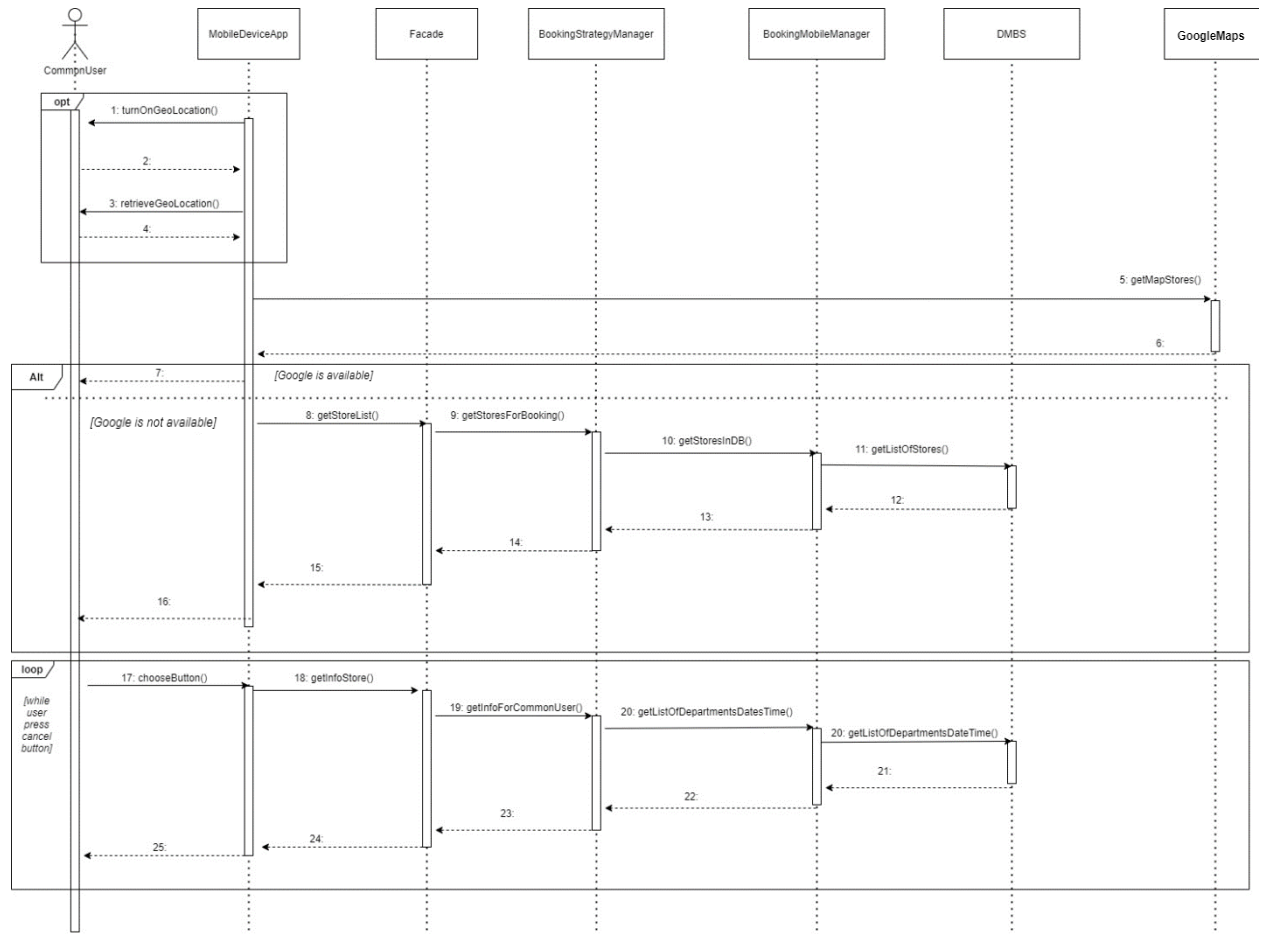 MobileDeviceApp
Facade
BookingStrategyManager
BookingMobileManager
DMBS
GoogleMaps
CommonUser
opt
1: turnOnGeoLocation()
2:
3: retrieveGeoLocation()
4:
5: getMapStores()
6:
Alt
7:
[Google is available]
[Google is not available]
8: getStoreList()
9: getStoresForBooking()
10: getStoresInDB()
11: getListOfStores()
12:
13:
14:
15:
16:
loop
[while
user
press
cancel
button]
17: chooseButton()
18: getInfoStore()
19: getInfoForCommonUser()
20: getListOfDepartmentsDatesTime()
20: getListOfDepartmentsDateTime()
21:
22:
23:
24:
25: